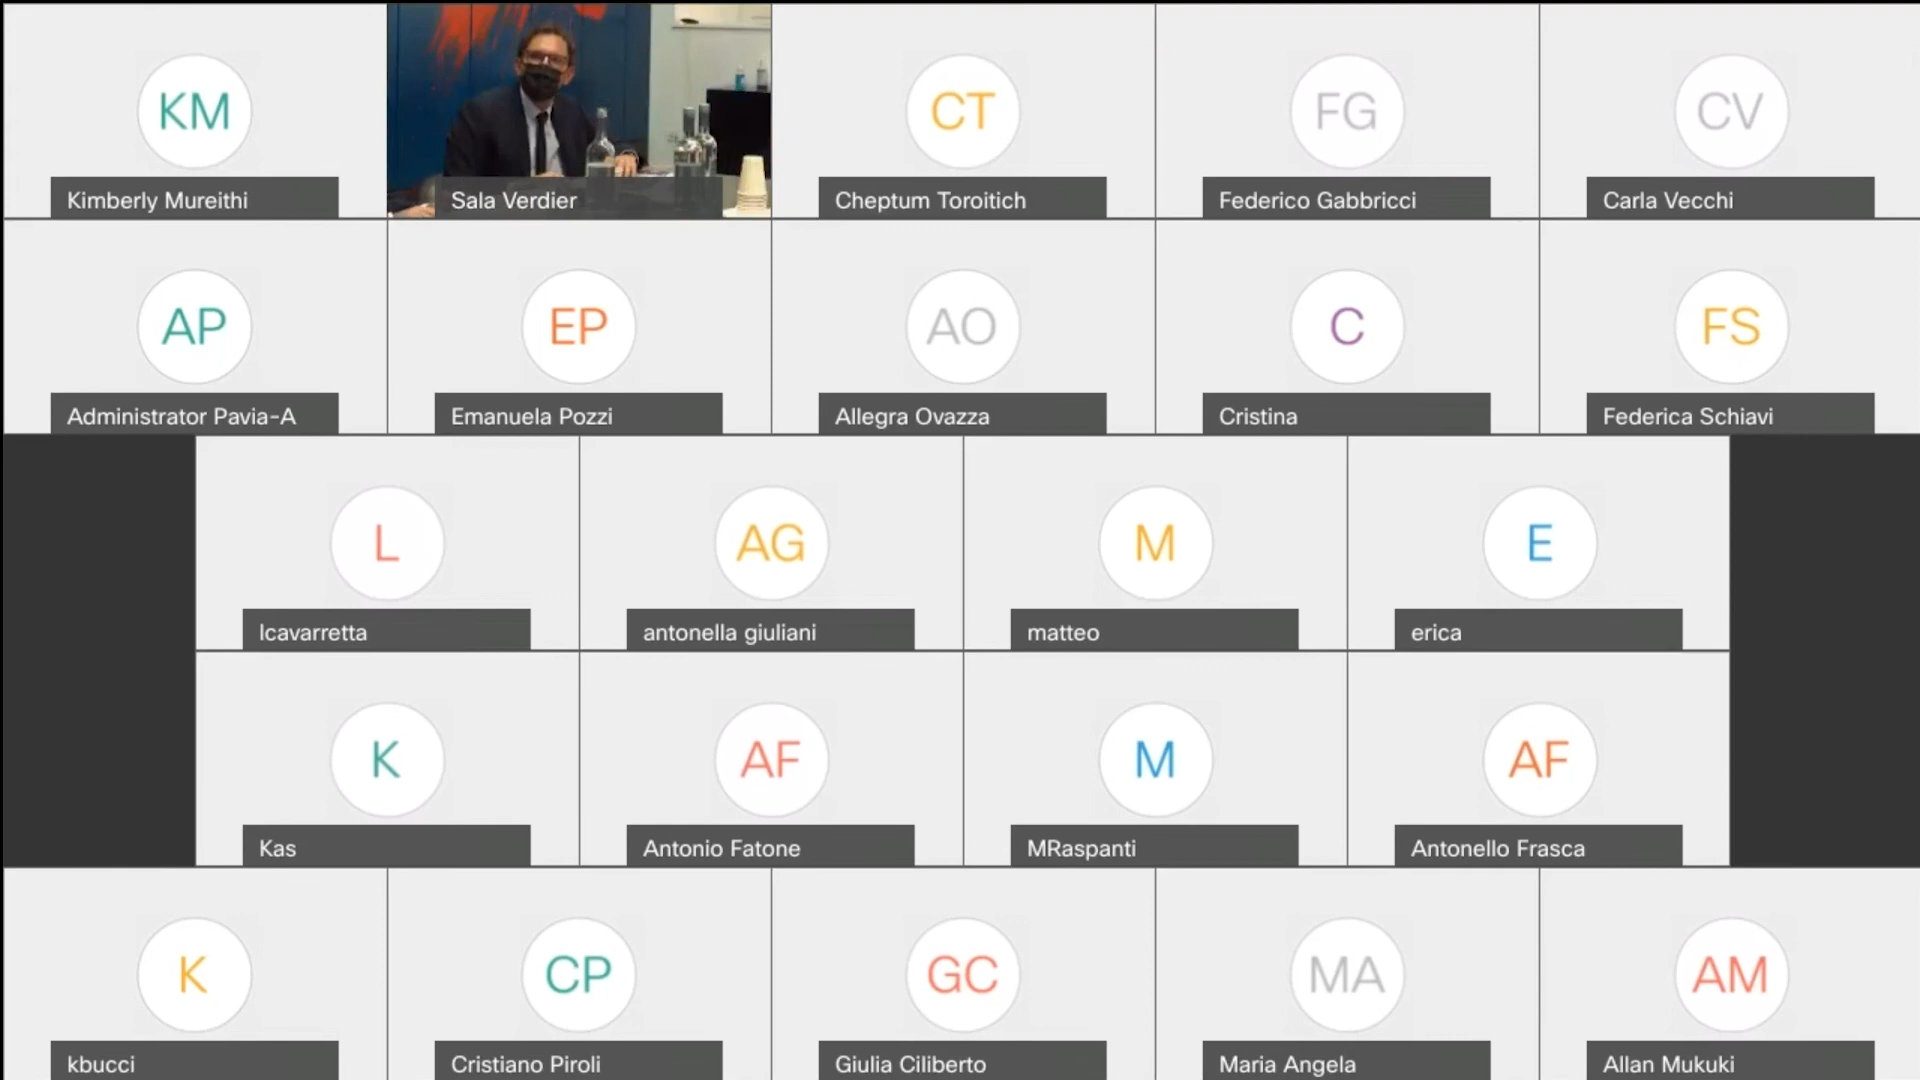 KM
Kimberly Mureithi
Sala Verdier
CT
Cheptum Toroitich
FG
Federico Gabbricci
CV
Carla Vecchi
AP
Administrator Pavia-A
EP
Emanuela Pozzi
AO
Allegra Ovazza
C
Cristina
FS
Federica Schiavi
L
lcavarretta
AG
antonella giuliani
M
matteo
E
erica
K
Kas
AF
Antonio Fatone
M
MRaspanti
AF
Antonello Frasca
K
kbucci
CP
Cristiano Piroli
GC
Giulia Ciliberto
MA
Maria Angela
AM
Allan Mukuki